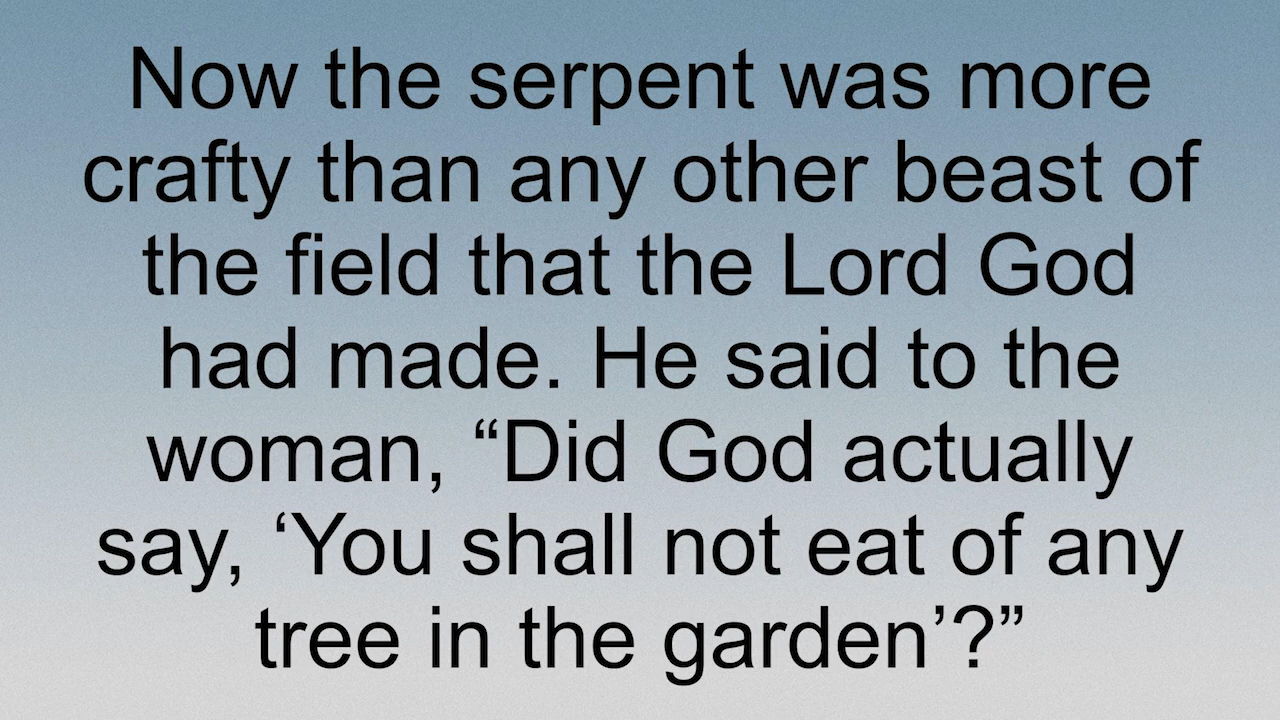 Now the serpent was more
crafty than any other beast of
the field that the Lord God
had made. He said to the
woman, “Did God actually
say, ‘You shall not eat of any
tree in the garden’?”